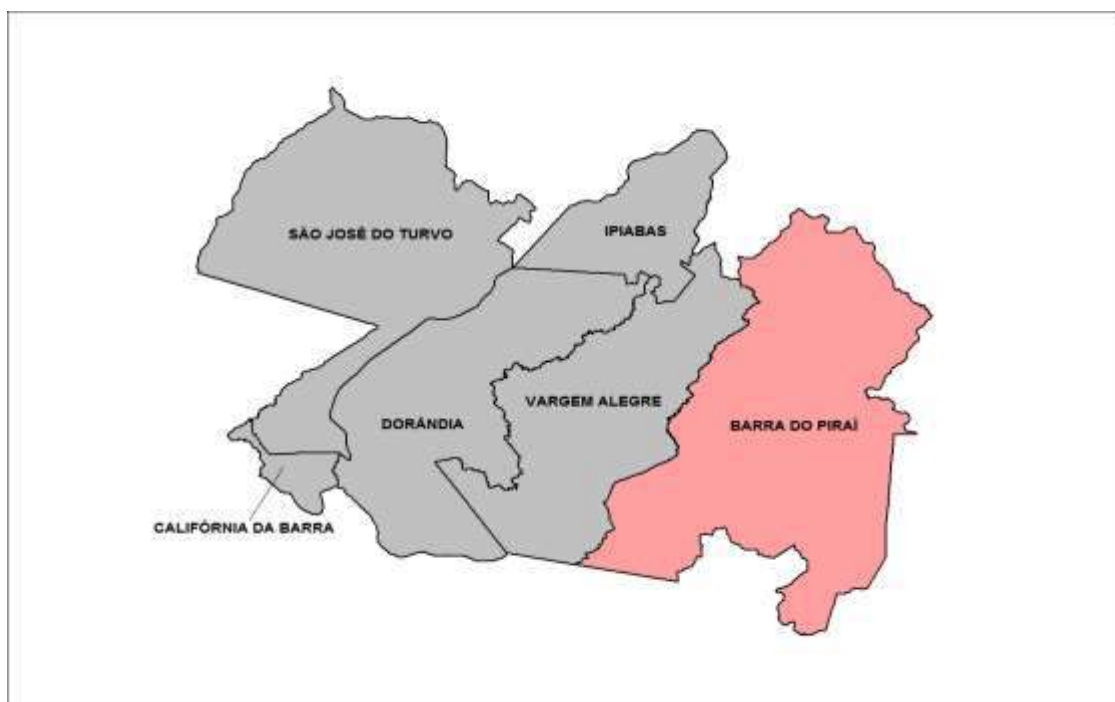 SÃO JOSÉ DO TURVO
IPIABAS
VARGEM ALEGRE
DORÂNDIA
BARRA DO PIRAÍ
CALIFÓRNIA DA BARRA